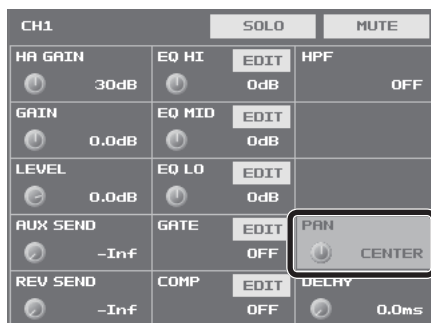 CH1 SOLO MUTE
HA GAIN EQ HI EDIT HPF
30dB 0dB OFF
GAIN EQ MID EDIT
0.0dB 0dB
LEVEL EQ LO EDIT
0.0dB 0dB
AUX SEND GATE EDIT PAN
-Inf OFF CENTER
REV SEND COMP EDIT DELAY
-Inf OFF 0.0ms